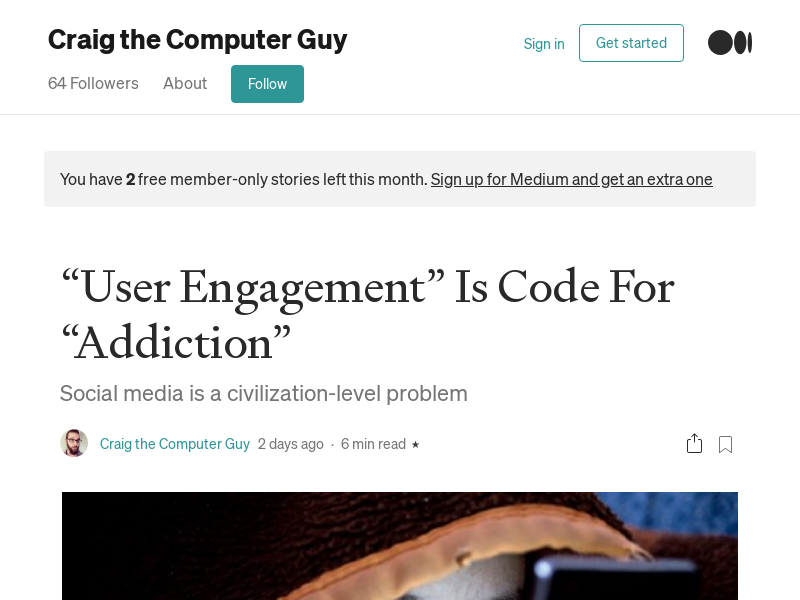 Craig the Computer Guy
Sign in
Get started
64 Followers
About
Follow
You have 2 free member-only stories left this month. Sign up for Medium and get an extra one
“User Engagement” Is Code For
“Addiction”
Social media is a civilization-level problem
Craig the Computer Guy 2 days ago · 6 min read ★